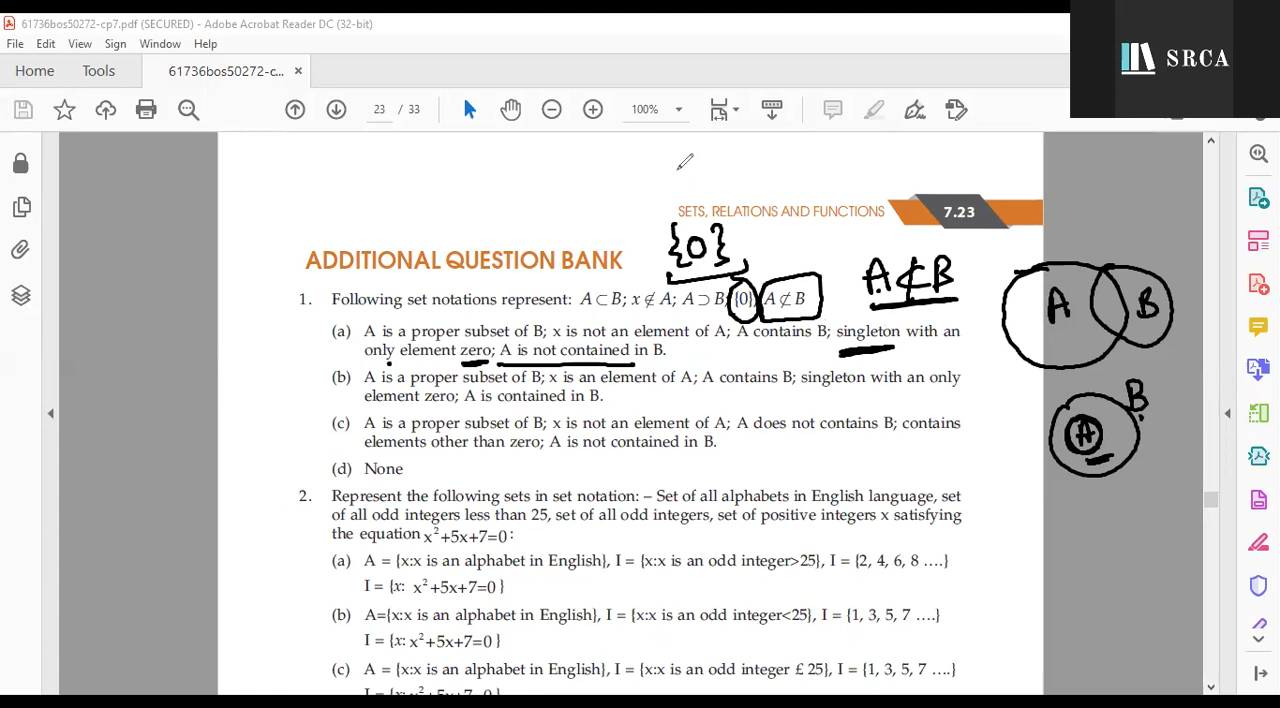 61736bos50272-cp7.pdf (SECURED) - Adobe Acrobat Reader DC (32-bit)
File Edit View Sign Window Help
SRCA
Home Tools 61736bos50272-c... ×
23 / 33 100%
SETS, RELATIONS AND FUNCTIONS 7.23
{0}
ADDITIONAL QUESTION BANK
A ⊄ B
1. Following set notations represent: A ⊂ B; x ∉ A; A ⊃ B; {0}; A ⊄ B
A B
(a) A is a proper subset of B; x is not an element of A; A contains B; singleton with an
only element zero; A is not contained in B.
(b) A is a proper subset of B; x is an element of A; A contains B; singleton with an only
element zero; A is contained in B.
B
A
(c) A is a proper subset of B; x is not an element of A; A does not contains B; contains
elements other than zero; A is not contained in B.
(d) None
2. Represent the following sets in set notation: – Set of all alphabets in English language, set
of all odd integers less than 25, set of all odd integers, set of positive integers x satisfying
the equation x²+5x+7=0 :
(a) A = {x:x is an alphabet in English}, I = {x:x is an odd integer>25}, I = {2, 4, 6, 8 ....}
I = {x: x²+5x+7=0 }
(b) A={x:x is an alphabet in English}, I = {x:x is an odd integer<25}, I = {1, 3, 5, 7 ....}
I = {x: x²+5x+7=0 }
(c) A = {x:x is an alphabet in English}, I = {x:x is an odd integer £ 25}, I = {1, 3, 5, 7 ....}